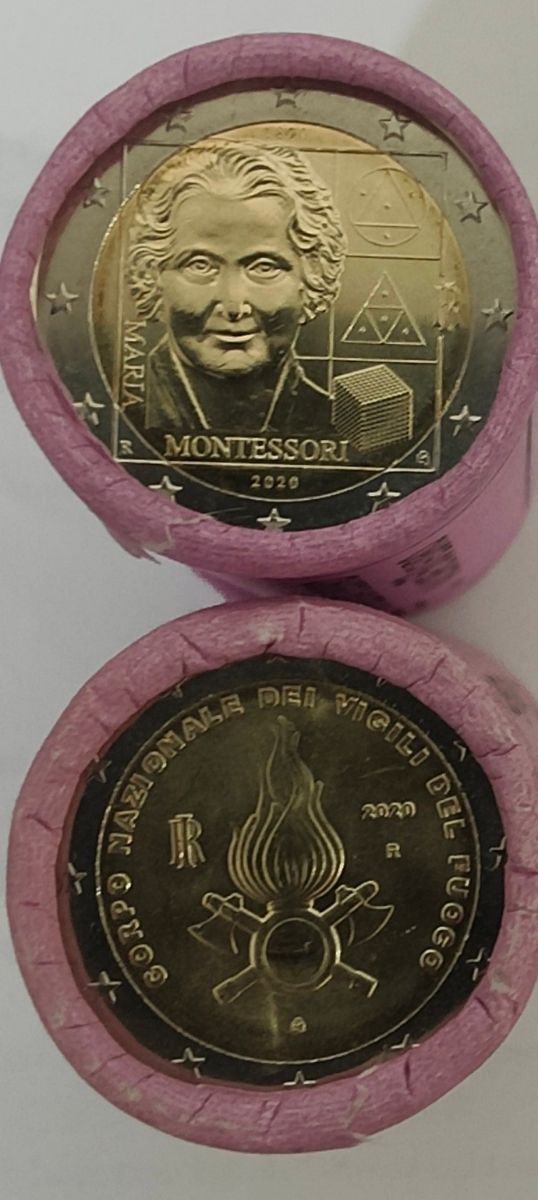 MARIA
R
MONTESSORI
2020
CORPO NAZIONALE DEI VIGILI DEL FUOCO
RI
2020
R